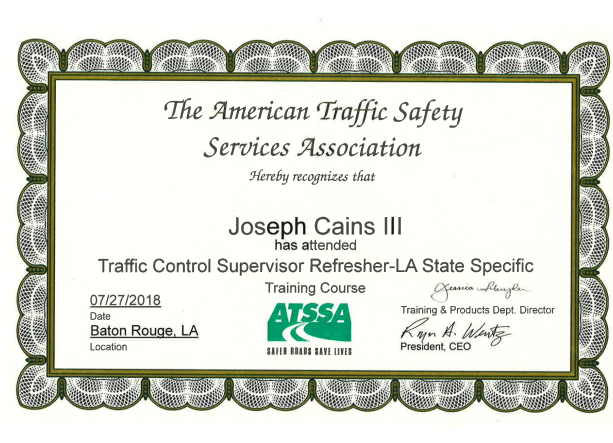 The American Traffic Safety
Services Association
Hereby recognizes that
Joseph Cains III
has attended
Traffic Control Supervisor Refresher-LA State Specific
Training Course
07/27/2018
Date
Baton Rouge, LA
Location
ATSSA
SAFER ROADS SAVE LIVES
Training & Products Dept. Director
President, CEO